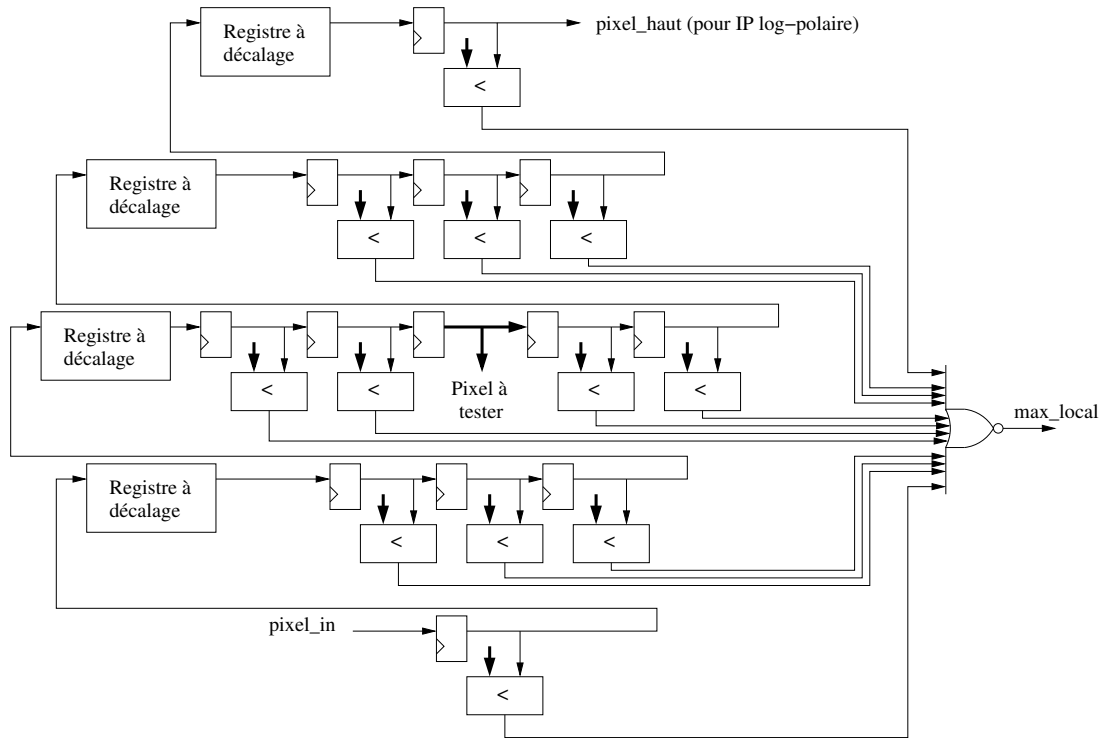 Registre à
décalage
pixel_haut (pour IP log−polaire)
<
Registre à
décalage
<
<
<
Registre à
décalage
<
<
Pixel à
tester
<
<
max_local
Registre à
décalage
<
<
<
pixel_in
<